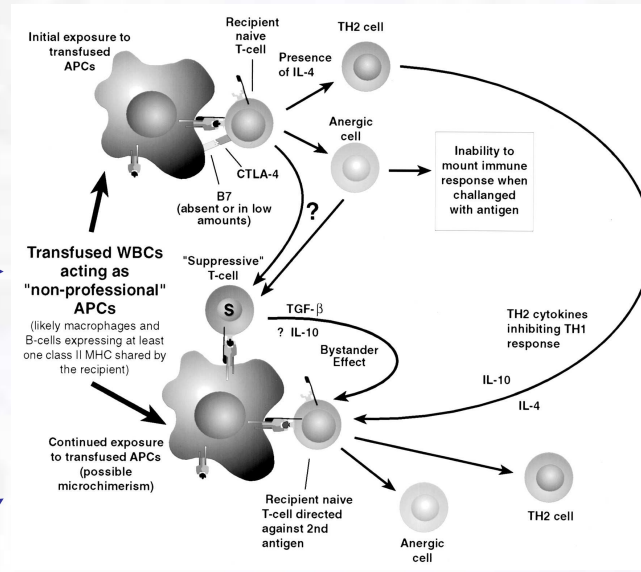 Initial exposure to
transfused
APCs
Recipient
naive
T-cell
Presence
of IL-4
TH2 cell
Anergic
cell
Inability to
mount immune
response when
challanged
with antigen
CTLA-4
B7
(absent or in low
amounts)
?
Transfused WBCs
acting as
"non-professional"
APCs
(likely macrophages and
B-cells expressing at least
one class II MHC shared by
the recipient)
"Suppressive"
T-cell
S
TGF-β
? IL-10
Bystander
Effect
TH2 cytokines
inhibiting TH1
response
IL-10
IL-4
Continued exposure
to transfused APCs
(possible
microchimerism)
Recipient naive
T-cell directed
against 2nd
antigen
Anergic
cell
TH2 cell